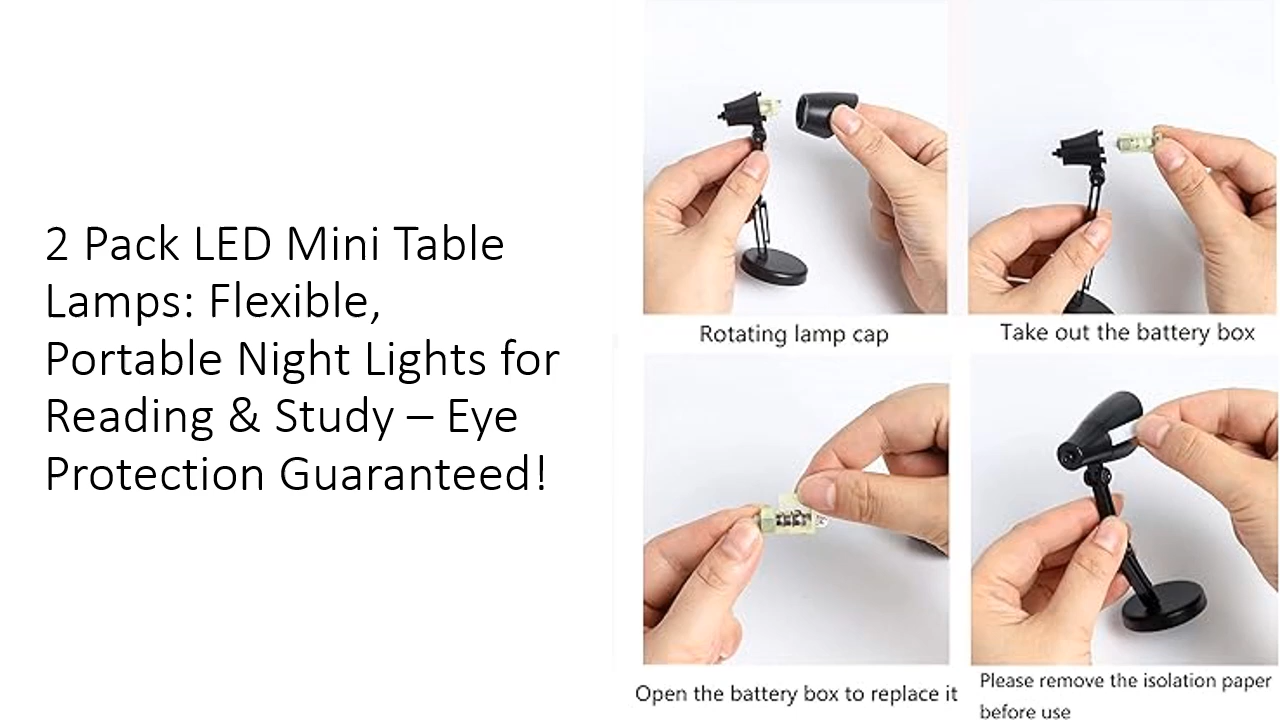 2 Pack LED Mini Table
Lamps: Flexible,
Portable Night Lights for
Reading & Study – Eye
Protection Guaranteed!
Rotating lamp cap
Take out the battery box
Open the battery box to replace it
Please remove the isolation paper
before use